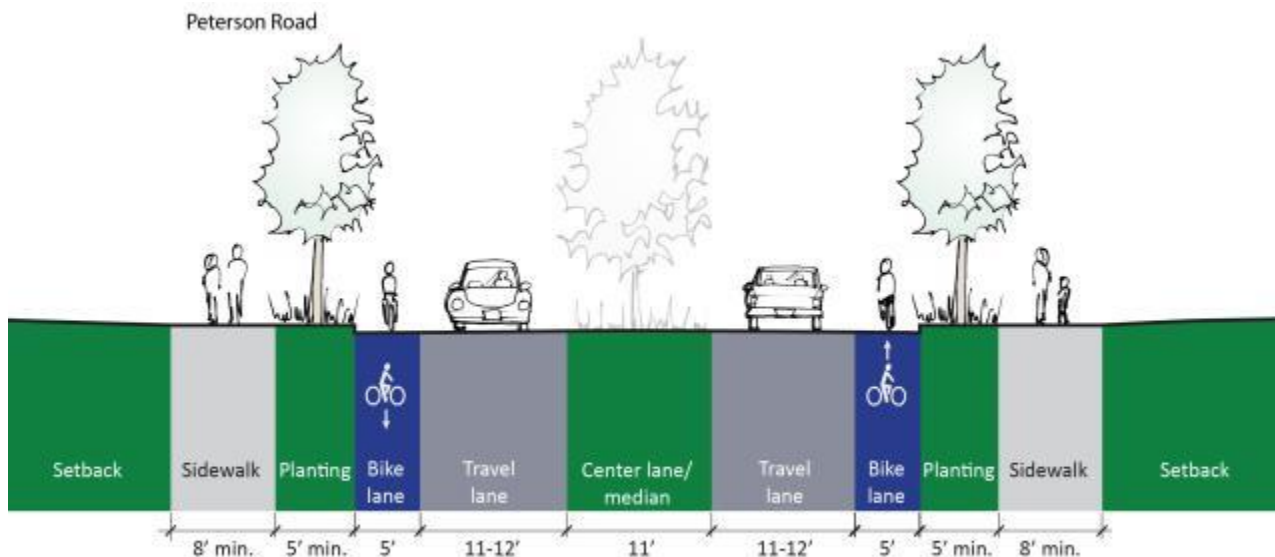 Peterson Road
Setback
Sidewalk
Planting
Bike
lane
Travel
lane
Center lane/
median
Travel
lane
Bike
lane
Planting
Sidewalk
Setback
8' min.
5' min.
5'
11-12'
11'
11-12'
5'
5' min.
8' min.